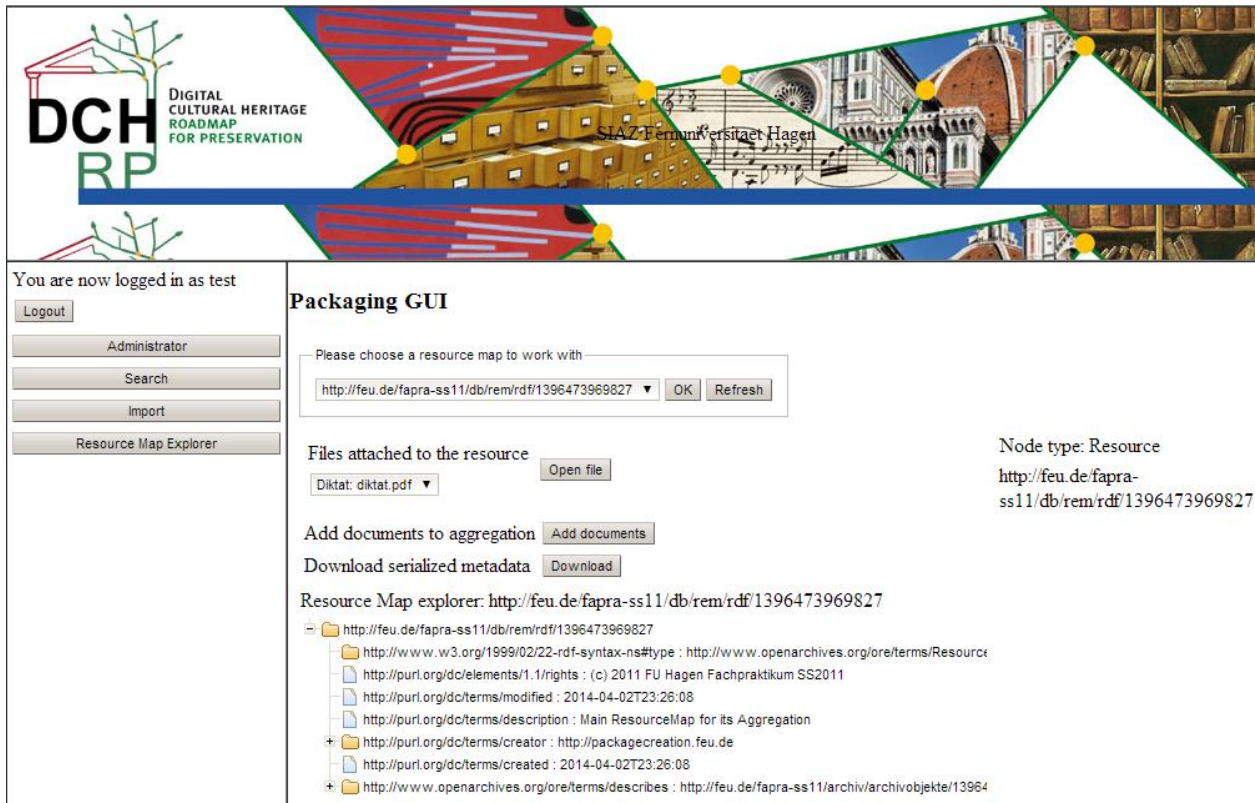 DCH
RP
DIGITAL
CULTURAL HERITAGE
ROADMAP
FOR PRESERVATION
SIAZ Fernuniversitaet Hagen
You are now logged in as test
Logout
Administrator
Search
Import
Resource Map Explorer
Packaging GUI
Please choose a resource map to work with
http://feu.de/fapra-ss11/db/rem/rdf/1396473969827 ▼ OK Refresh
Files attached to the resource
Open file
Diktat: diktat.pdf ▼
Add documents to aggregation Add documents
Download serialized metadata Download
Resource Map explorer: http://feu.de/fapra-ss11/db/rem/rdf/1396473969827
http://feu.de/fapra-ss11/db/rem/rdf/1396473969827
http://www.w3.org/1999/02/22-rdf-syntax-ns#type : http://www.openarchives.org/ore/terms/Resource
http://purl.org/dc/elements/1.1/rights : (c) 2011 FU Hagen Fachpraktikum SS2011
http://purl.org/dc/terms/modified : 2014-04-02T23:26:08
http://purl.org/dc/terms/description : Main ResourceMap for its Aggregation
http://purl.org/dc/terms/creator : http://packagecreation.feu.de
http://purl.org/dc/terms/created : 2014-04-02T23:26:08
http://www.openarchives.org/ore/terms/describes : http://feu.de/fapra-ss11/archiv/archivobjekte/13964
Node type: Resource
http://feu.de/fapra-
ss11/db/rem/rdf/1396473969827